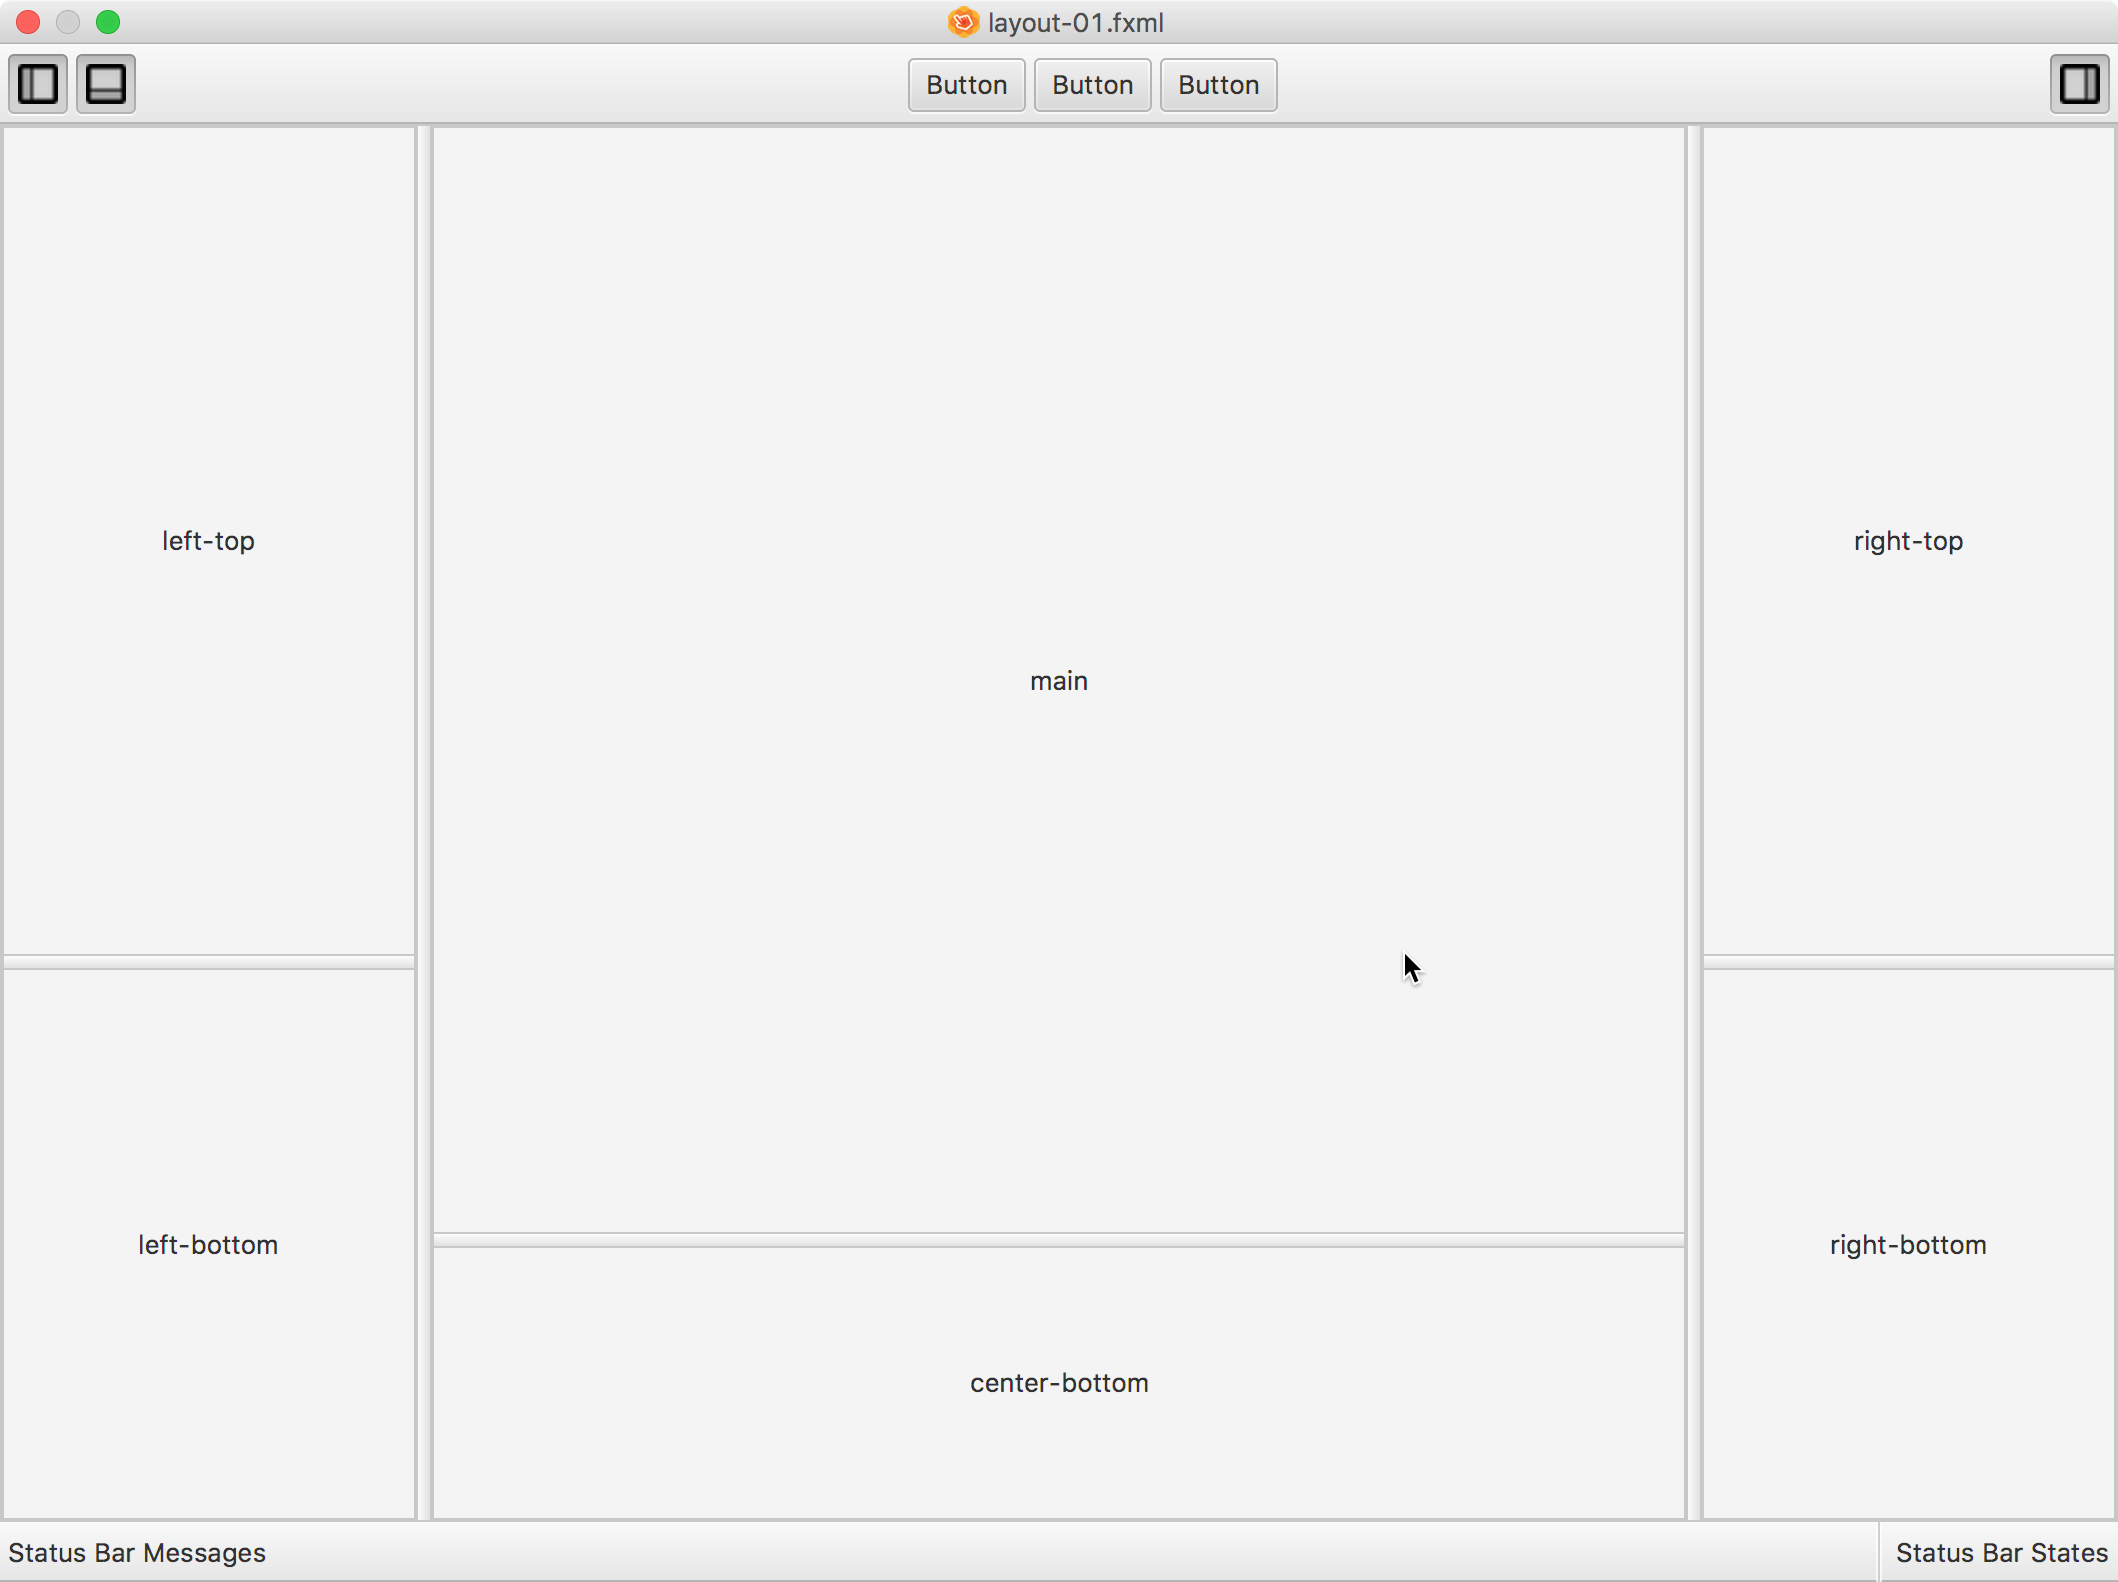 layout-01.fxml
Button Button Button
left-top
main
right-top
left-bottom
center-bottom
right-bottom
Status Bar Messages
Status Bar States